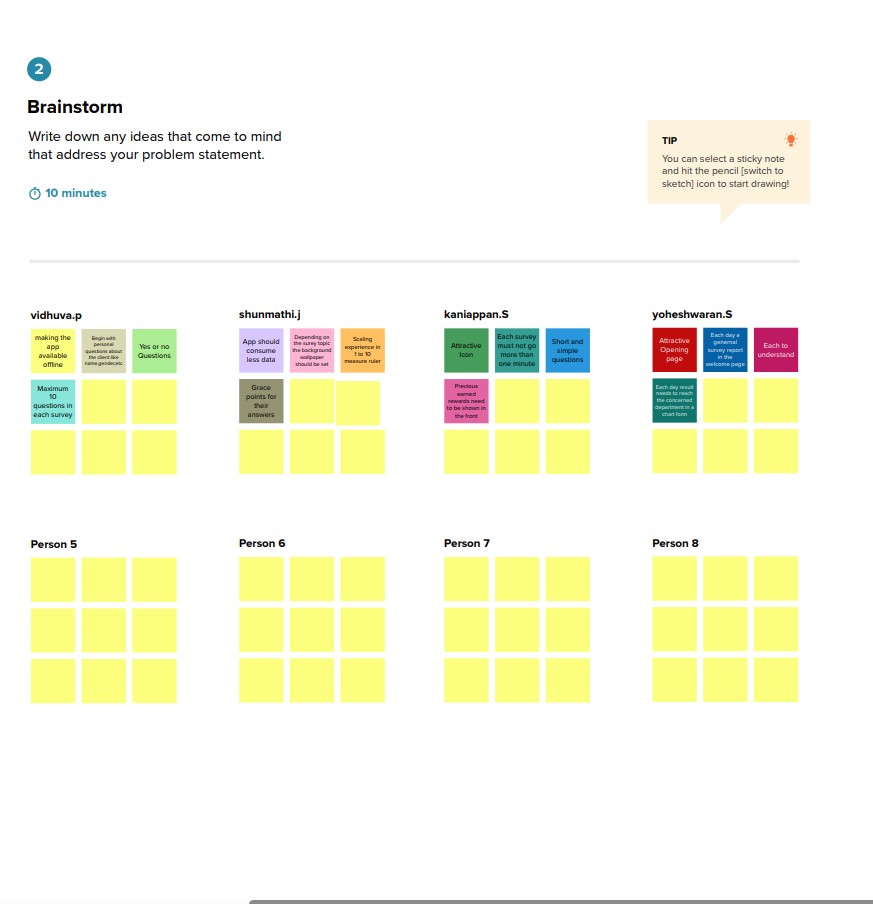 2
Brainstorm
Write down any ideas that come to mind
that address your problem statement.
10 minutes
TIP
You can select a sticky note
and hit the pencil [switch to
sketch] icon to start drawing!
vidhuva.p
making the
app
available
offline
Begin with
personal
questions about
the client like
name,gender,etc
Yes or no
Questions
Maximum
10
questions in
each survey
shunmathi.j
App should
consume
less data
Depending on
the surey topic
the background
wallpaper
should be set
Scaling
experience in
1 to 10
measure ruler
Grace
points for
their
answers
kaniappan.S
Attractive
Icon
Each survey
must not go
more than
one minute
Short and
simple
questions
Previous
earned
rewards need
to be shown in
the front
yoheshwaran.S
Attractive
Opening
page
Each day a
genernal
survey report
in the
welcome page
Each to
understand
Each day result
needs to reach
the concerned
department in a
chart form
Person 5
Person 6
Person 7
Person 8